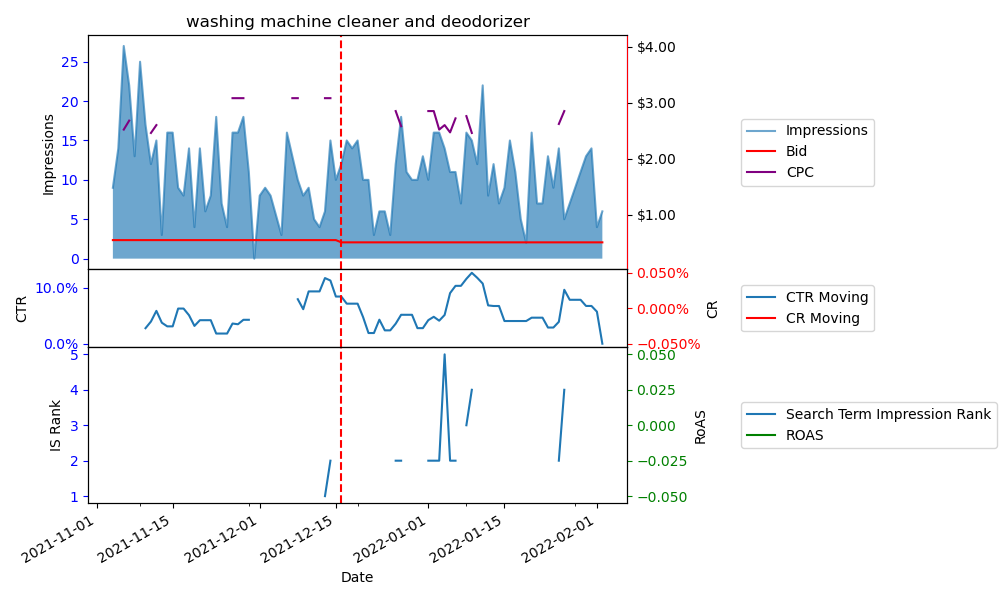 washing machine cleaner and deodorizer
Impressions
25
20
15
10
5
0
$4.00
$3.00
$2.00
$1.00
Impressions
Bid
CPC
CTR
10.0%
0.0%
0.050%
0.000%
−0.050%
CR
CTR Moving
CR Moving
IS Rank
5
4
3
2
1
0.050
0.025
0.000
−0.025
−0.050
RoAS
Search Term Impression Rank
ROAS
2021-11-01
2021-11-15
2021-12-01
2021-12-15
2022-01-01
2022-01-15
2022-02-01
Date